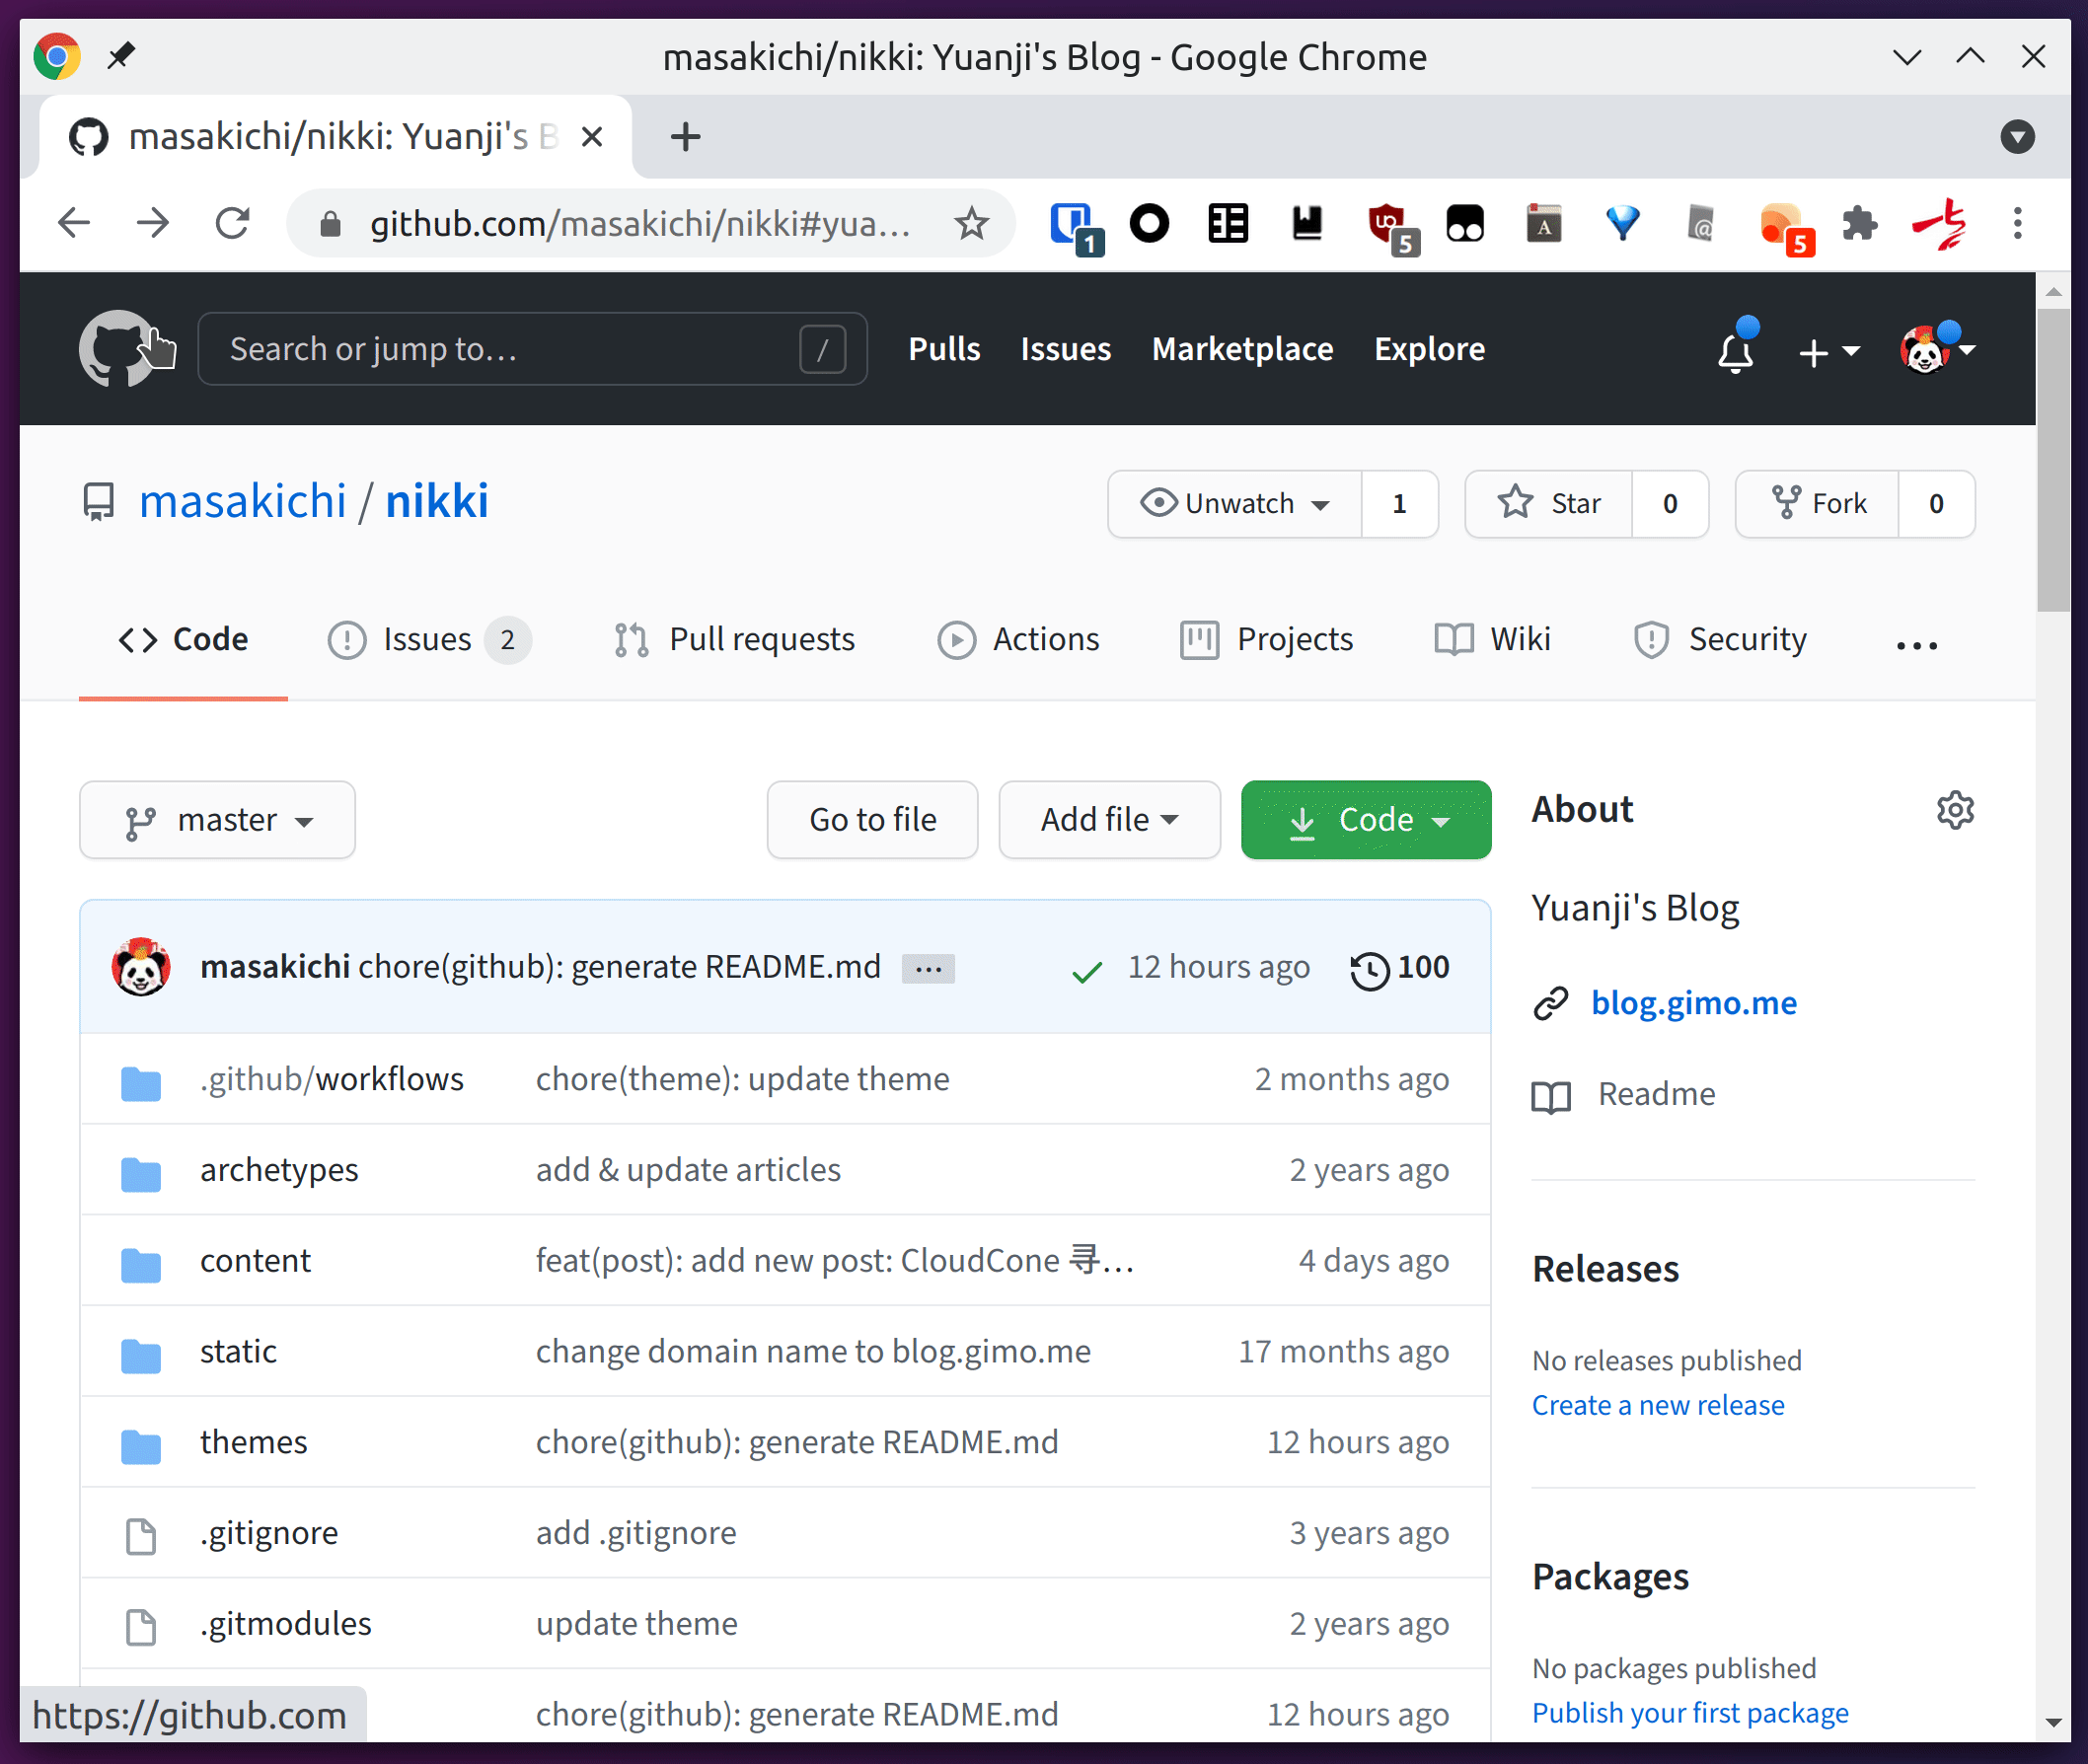 masakichi/nikki: Yuanji's Blog - Google Chrome
masakichi/nikki: Yuanji's B
github.com/masakichi/nikki#yua...
1
5
A
@
5
Search or jump to...
/
Pulls Issues Marketplace Explore
masakichi / nikki
Unwatch 1
Star 0
Fork 0
Code
Issues 2
Pull requests
Actions
Projects
Wiki
Security
...
master
Go to file
Add file
Code
masakichi chore(github): generate README.md ... 12 hours ago 100
.github/workflows chore(theme): update theme 2 months ago
archetypes add & update articles 2 years ago
content feat(post): add new post: CloudCone 寻... 4 days ago
static change domain name to blog.gimo.me 17 months ago
themes chore(github): generate README.md 12 hours ago
.gitignore add .gitignore 3 years ago
.gitmodules update theme 2 years ago
chore(github): generate README.md 12 hours ago
About
Yuanji's Blog
blog.gimo.me
Readme
Releases
No releases published
Create a new release
Packages
No packages published
Publish your first package
https://github.com